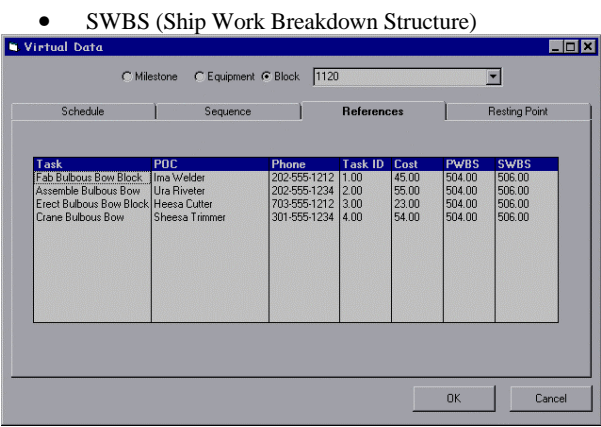 • SWBS (Ship Work Breakdown Structure)
Virtual Data
Milestone Equipment Block 1120
Schedule Sequence References Resting Point
Task POC Phone Task ID Cost PWBS SWBS
Fab Bulbous Bow Block Ima Welder 202-555-1212 1.00 45.00 504.00 506.00
Assemble Bulbous Bow Ura Riveter 202-555-1234 2.00 55.00 504.00 506.00
Erect Bulbous Bow Block Heesa Cutter 703-555-1212 3.00 23.00 504.00 506.00
Crane Bulbous Bow Sheesa Trimmer 301-555-1234 4.00 54.00 504.00 506.00
OK Cancel